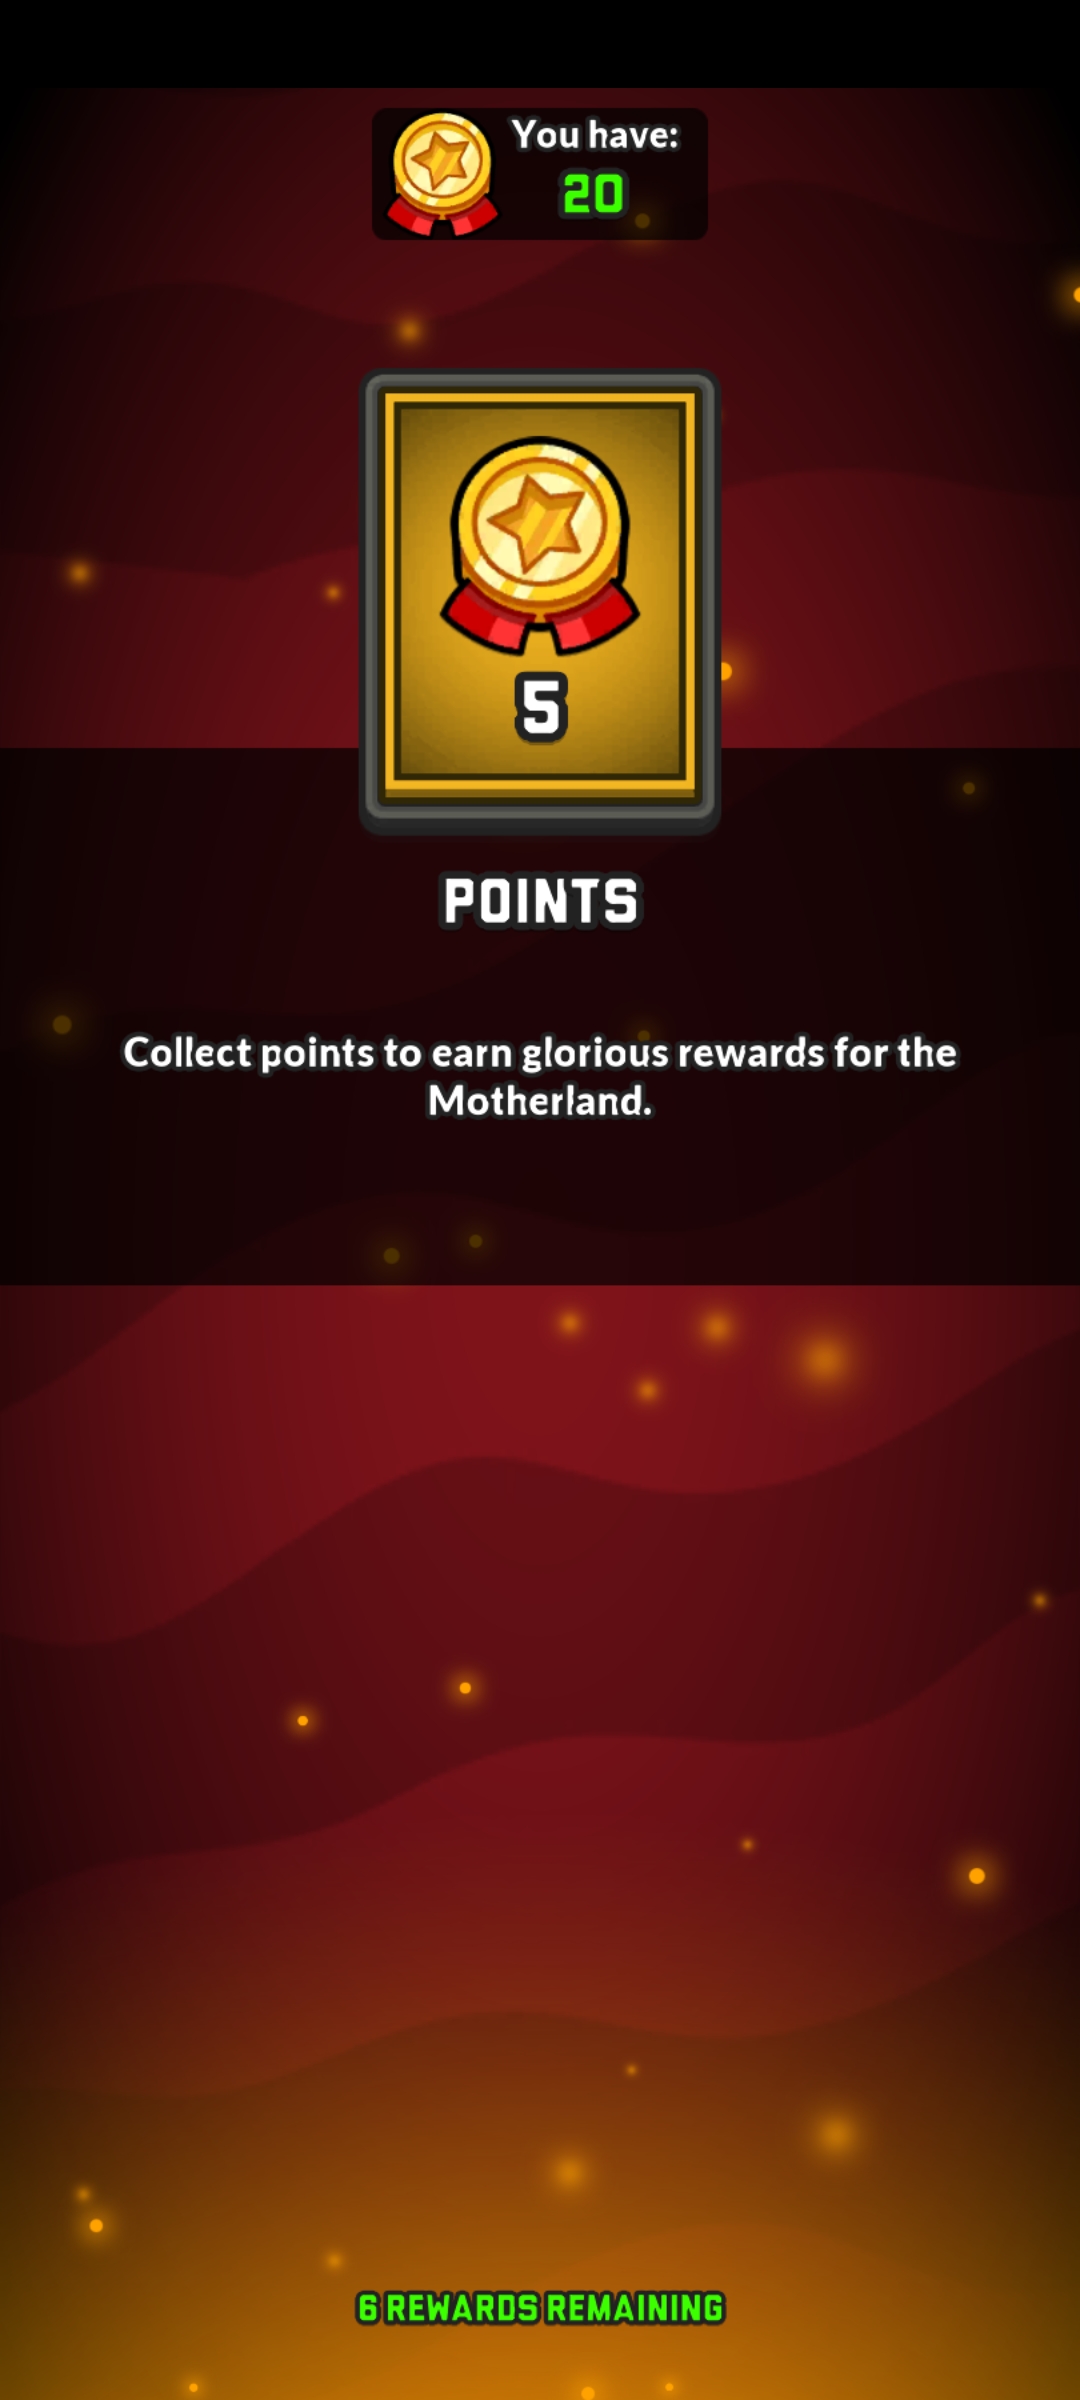 You have:
20
5
POINTS
Collect points to earn glorious rewards for the
Motherland.
6 REWARDS REMAINING